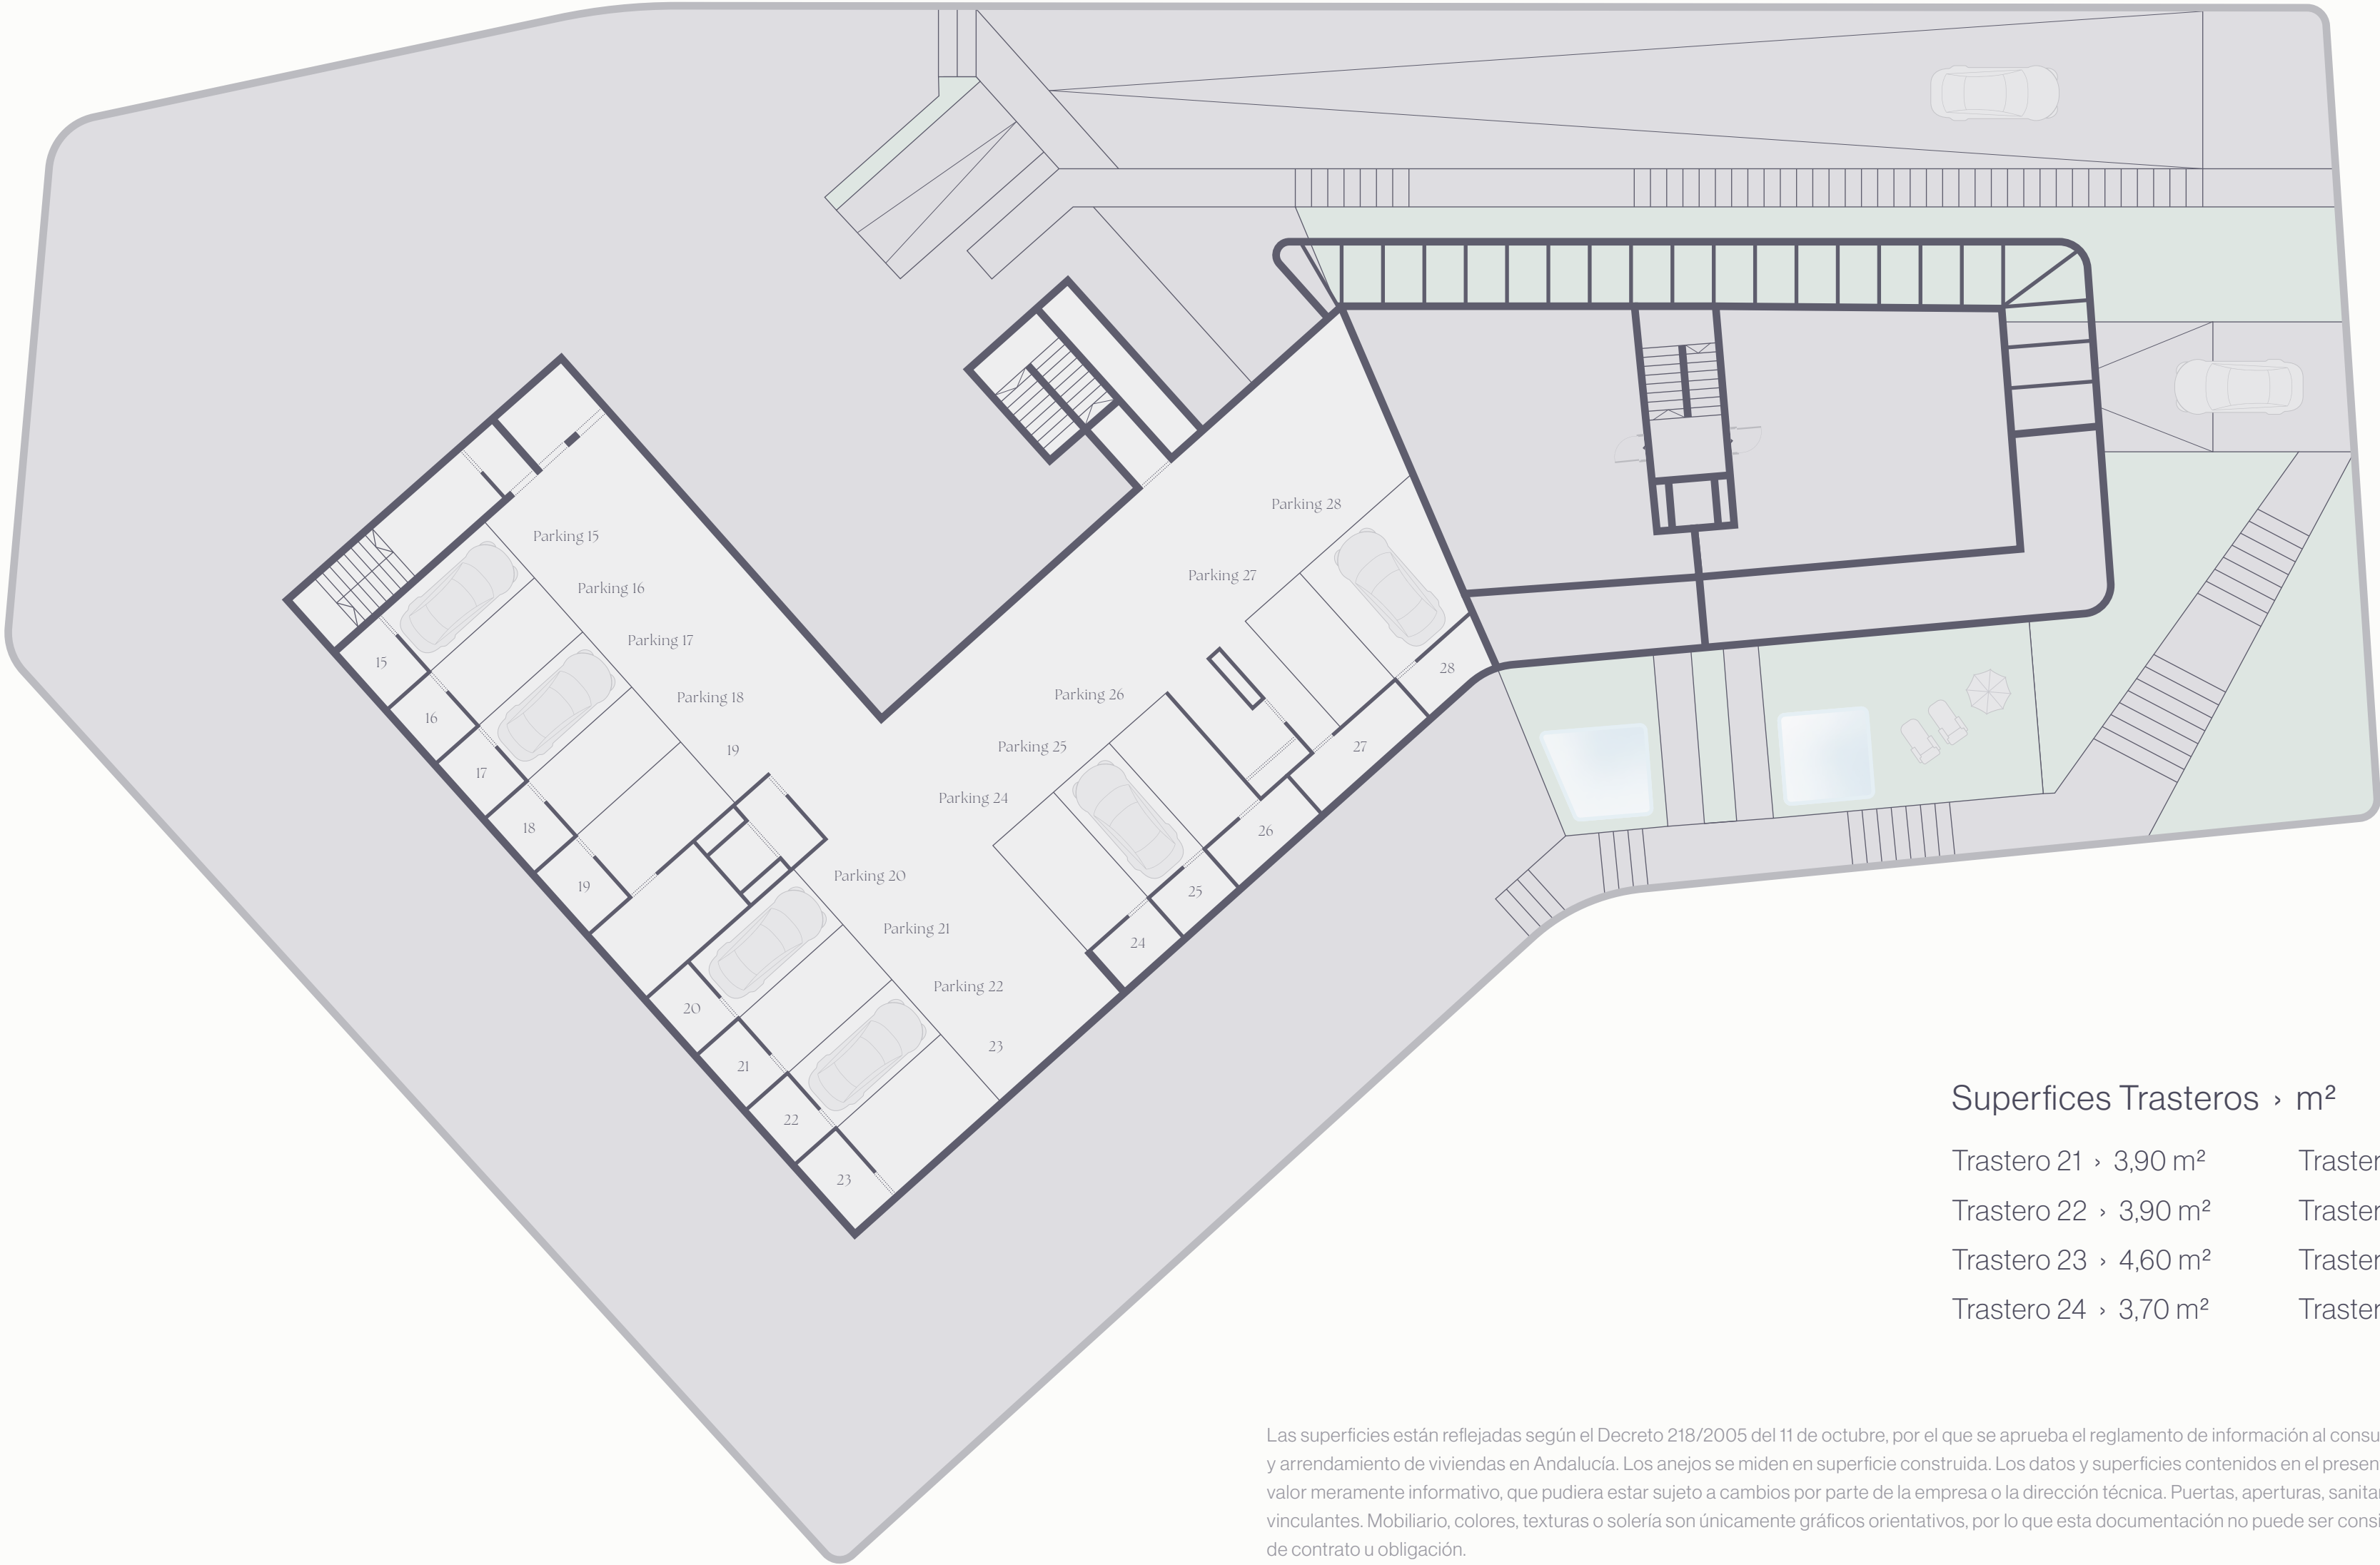 Parking 28
Parking 15
Parking 27
Parking 16
Parking 17
15
28
Parking 18
Parking 26
16
19
Parking 25
27
17
Parking 24
18
26
Parking 20
19
25
Parking 21
24
Parking 22
20
23
21
22
23
Superfices Trasteros › m²
Trastero 21 › 3,90 m²
Trastero 22 › 3,90 m²
Trastero 23 › 4,60 m²
Trastero 24 › 3,70 m²
Las superficies están reflejadas según el Decreto 218/2005 del 11 de octubre, por el que se aprueba el reglamento de información al
y arrendamiento de viviendas en Andalucía. Los anejos se miden en superficie construida. Los datos y superficies contenidos en el
valor meramente informativo, que pudiera estar sujeto a cambios por parte de la empresa o la dirección técnica. Puertas, aperturas,
vinculantes. Mobiliario, colores, texturas o solería son únicamente gráficos orientativos, por lo que esta documentación no puede ser
de contrato u obligación.